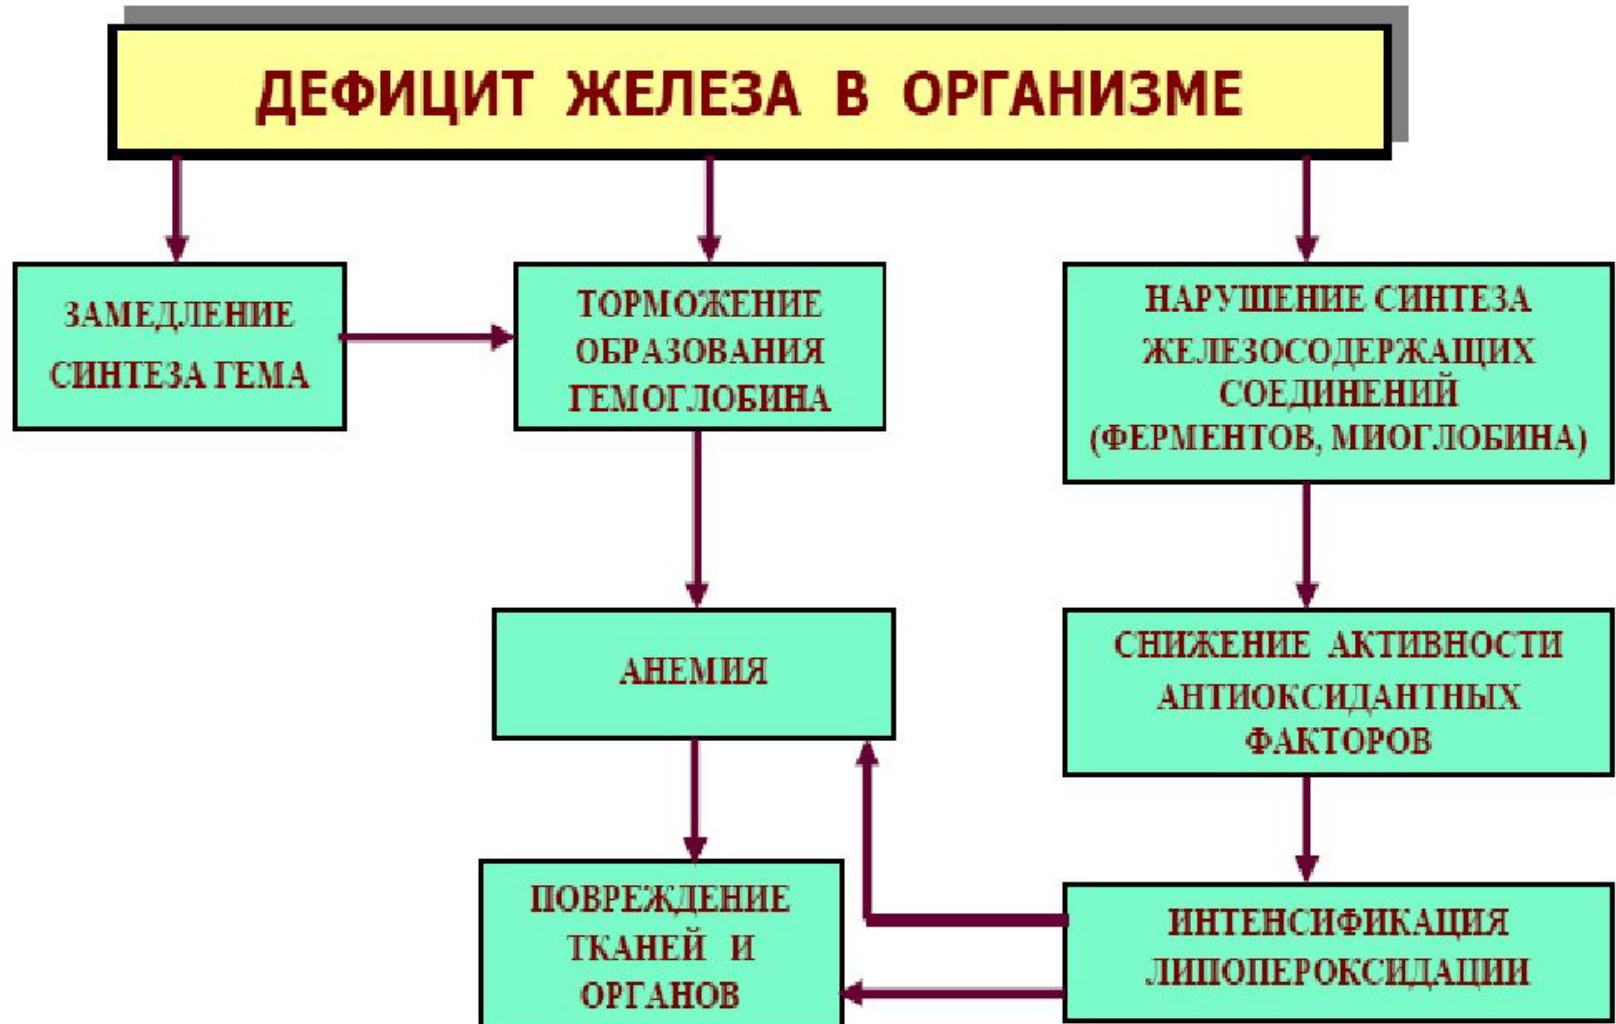 ДЕФИЦИТ ЖЕЛЕЗА В ОРГАНИЗМЕ
ЗАМЕДЛЕНИЕ
СИНТЕЗА ГЕМА
ТОРМОЖЕНИЕ
ОБРАЗОВАНИЯ
ГЕМОГЛОБИНА
НАРУШЕНИЕ СИНТЕЗА
ЖЕЛЕЗОСОДЕРЖАЩИХ
СОЕДИНЕНИЙ
(ФЕРМЕНТОВ, МИОГЛОБИНА)
АНЕМИЯ
СНИЖЕНИЕ АКТИВНОСТИ
АНТИОКСИДАНТНЫХ
ФАКТОРОВ
ПОВРЕЖДЕНИЕ
ТКАНЕЙ И
ОРГАНОВ
ИНТЕНСИФИКАЦИЯ
ЛИПОПЕРОКСИДАЦИИ